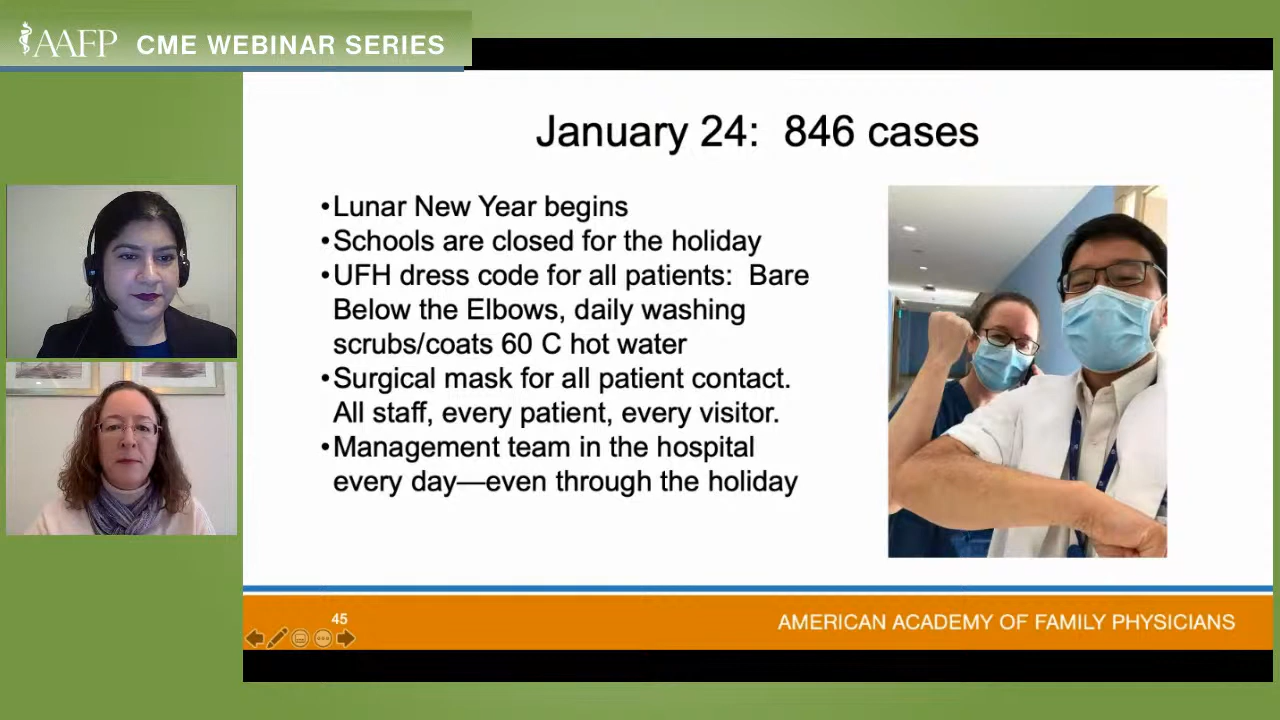 AAFP CME WEBINAR SERIES
January 24: 846 cases
•Lunar New Year begins
•Schools are closed for the holiday
•UFH dress code for all patients: Bare
Below the Elbows, daily washing
scrubs/coats 60 C hot water
•Surgical mask for all patient contact.
All staff, every patient, every visitor.
•Management team in the hospital
every day—even through the holiday
45
AMERICAN ACADEMY OF FAMILY PHYSICIANS